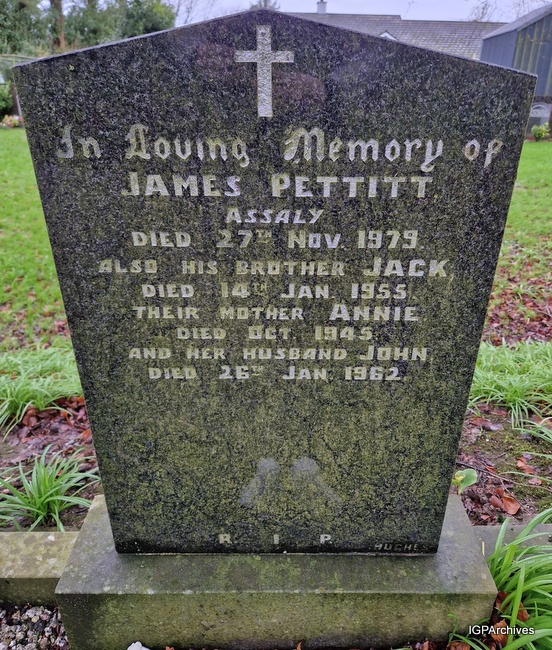 In Loving Memory of
JAMES PETTITT
ASSALY
DIED 27TH NOV. 1979.
ALSO HIS BROTHER JACK,
DIED 14TH JAN. 1955
THEIR MOTHER ANNIE
DIED OCT. 1945
AND HER HUSBAND JOHN
DIED 26TH JAN. 1962.
R I P
HUGHES
IGPArchives